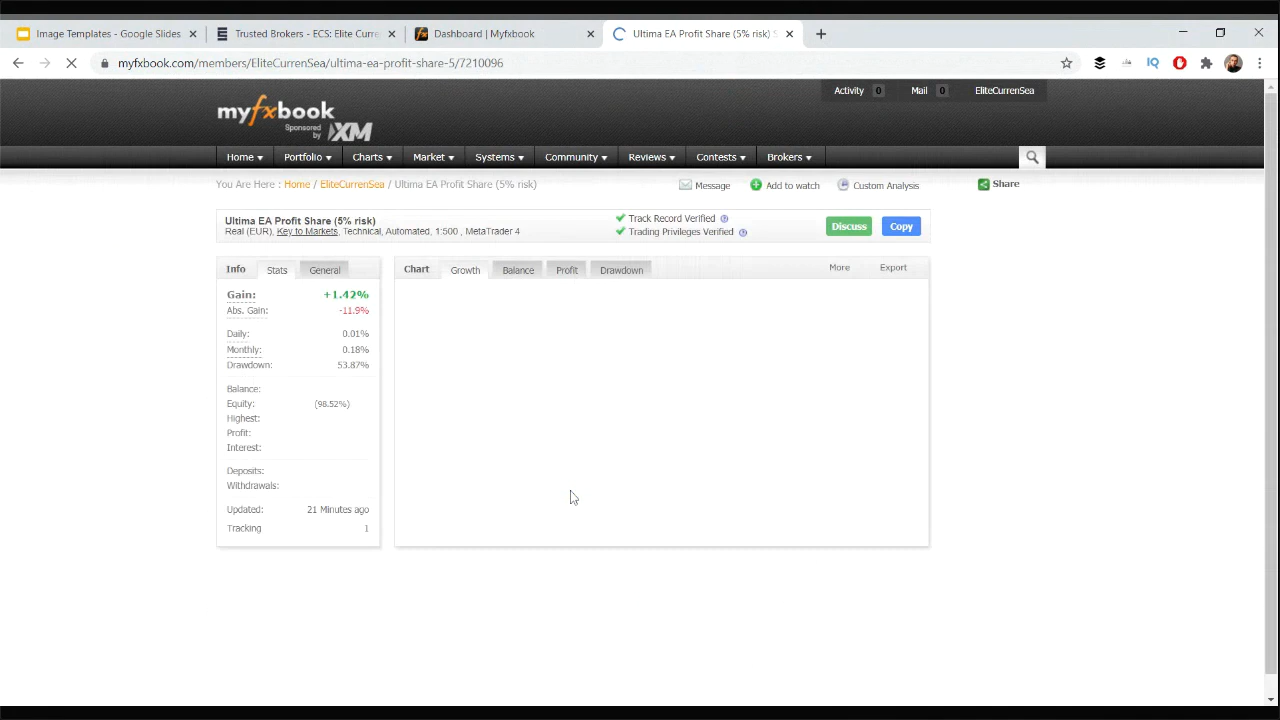 Image Templates - Google Slides
Trusted Brokers - ECS: Elite Curre
Dashboard | Myfxbook
Ultima EA Profit Share (5% risk) S
myfxbook.com/members/EliteCurrenSea/ultima-ea-profit-share-5/7210096
IQ
Activity 0 Mail 0 EliteCurrenSea
myfxbook
Sponsored by XM
Home Portfolio Charts Market Systems Community Reviews Contests Brokers
You Are Here : Home / EliteCurrenSea / Ultima EA Profit Share (5% risk)
Message Add to watch Custom Analysis Share
Ultima EA Profit Share (5% risk)
Real (EUR), Key to Markets, Technical, Automated, 1:500 , MetaTrader 4
Track Record Verified
Trading Privileges Verified
Discuss Copy
Info Stats General
Gain: +1.42%
Abs. Gain: -11.9%
Daily: 0.01%
Monthly: 0.18%
Drawdown: 53.87%
Balance:
Equity: (98.52%)
Highest:
Profit:
Interest:
Deposits:
Withdrawals:
Updated: 21 Minutes ago
Tracking 1
Chart Growth Balance Profit Drawdown More Export